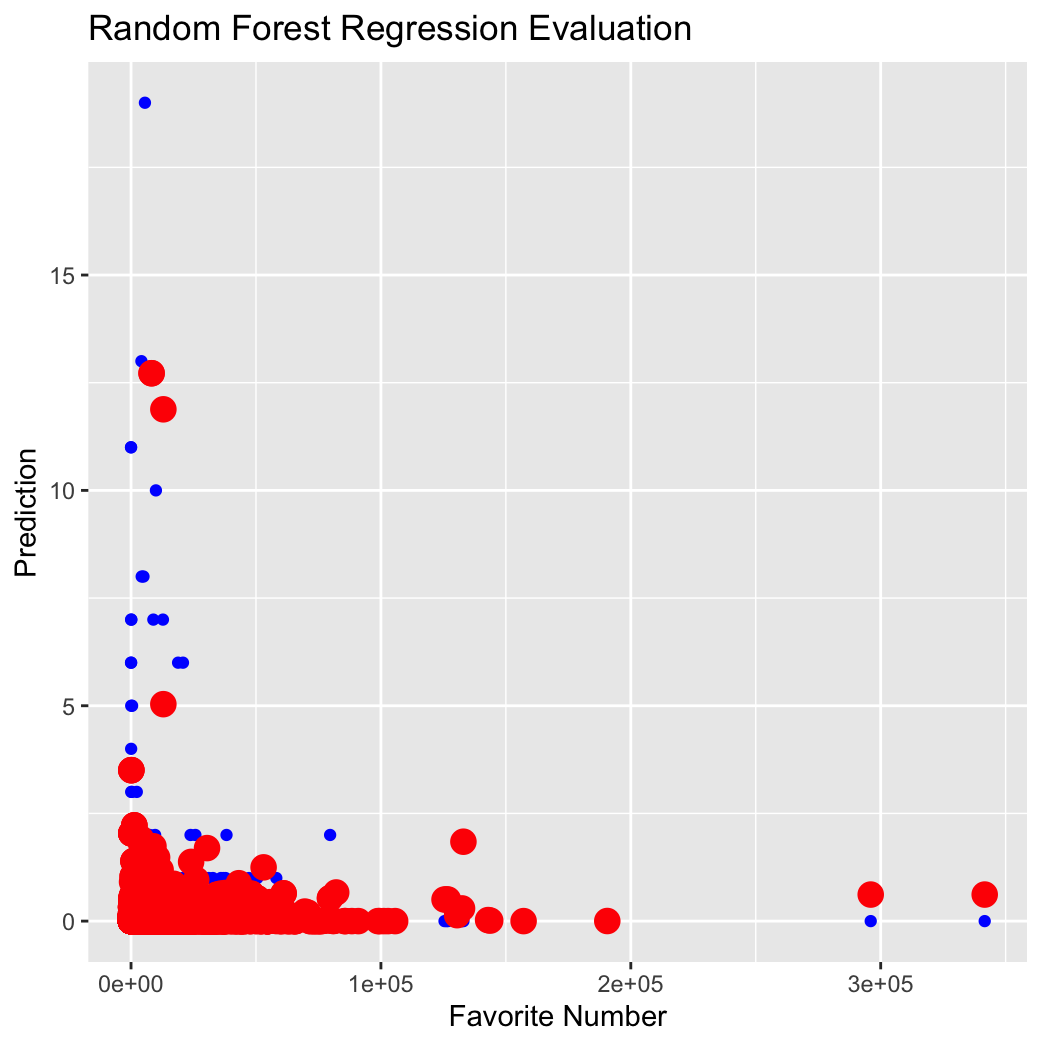 Random Forest Regression Evaluation
Prediction
15
10
5
0
0e+00 1e+05 2e+05 3e+05
Favorite Number